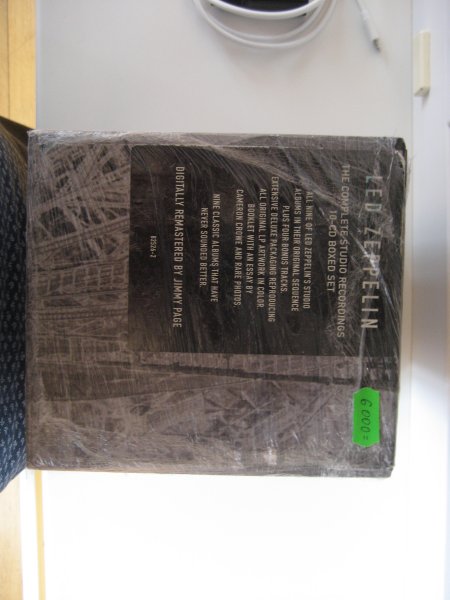 LED ZEPPELIN
THE COMPLETE STUDIO RECORDINGS
10-CD BOXED SET
ALL NINE OF LED ZEPPELIN'S STUDIO
ALBUMS IN THEIR ORIGINAL SEQUENCE
PLUS FOUR BONUS TRACKS.
EXTENSIVE DELUXE PACKAGING REPRODUCING
ALL ORIGINAL LP ARTWORK IN COLOR.
BOOKLET WITH AN ESSAY BY
CAMERON CROWE AND RARE PHOTOS.
NINE CLASSIC ALBUMS THAT HAVE
NEVER SOUNDED BETTER.
DIGITALLY REMASTERED BY JIMMY PAGE
82526-2
6000=